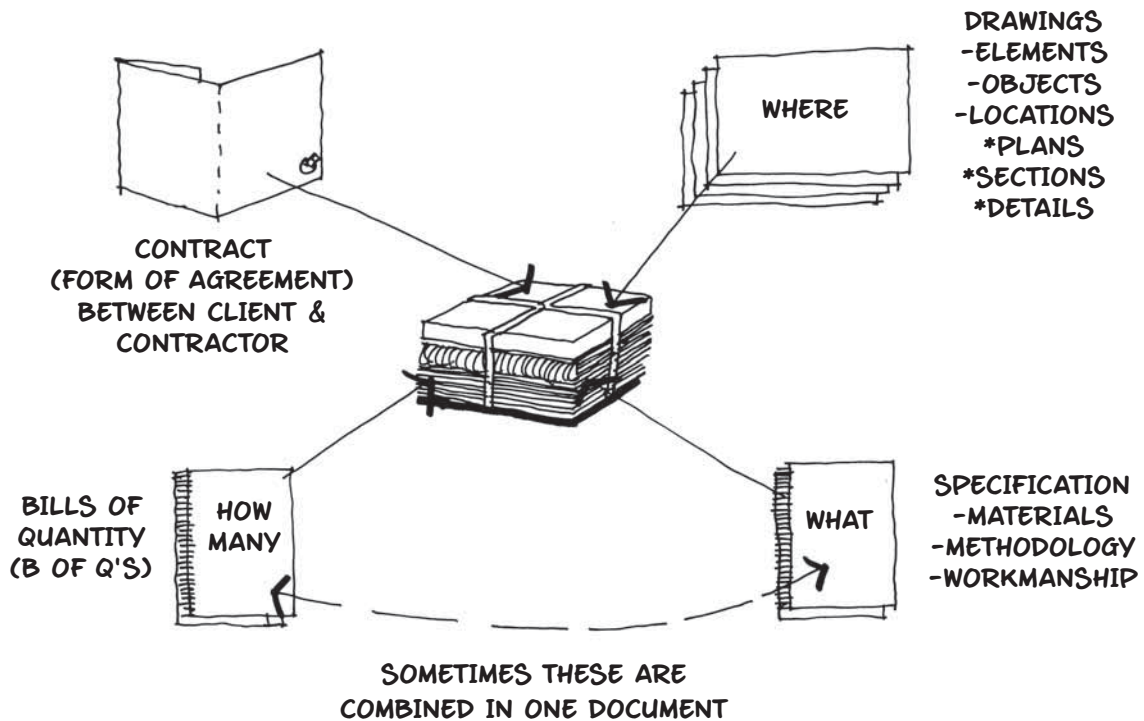 DRAWINGS
-ELEMENTS
-OBJECTS
-LOCATIONS
*PLANS
*SECTIONS
*DETAILS
WHERE
CONTRACT
(FORM OF AGREEMENT)
BETWEEN CLIENT &
CONTRACTOR
BILLS OF
QUANTITY
(B OF Q'S)
HOW
MANY
WHAT
SPECIFICATION
-MATERIALS
-METHODOLOGY
-WORKMANSHIP
SOMETIMES THESE ARE
COMBINED IN ONE DOCUMENT